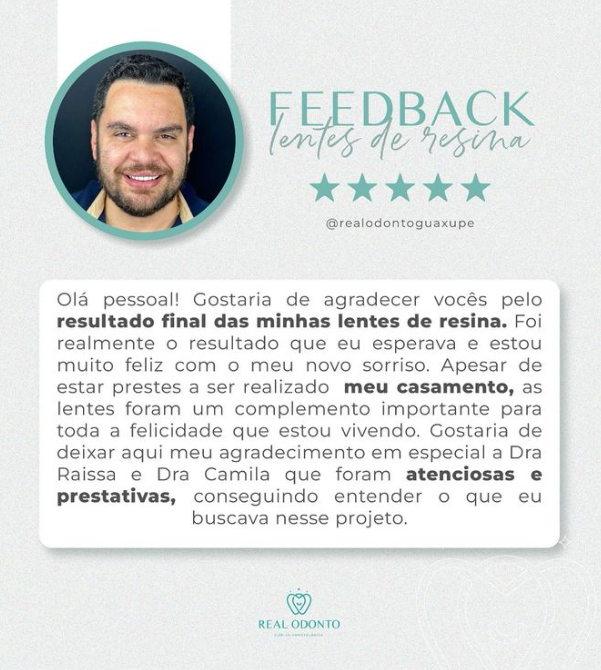 FEEDBACK
lentes de resina
@realodontoguaxupe
Olá pessoal! Gostaria de agradecer vocês pelo
resultado final das minhas lentes de resina. Foi
realmente o resultado que eu esperava e estou
muito feliz com o meu novo sorriso. Apesar de
estar prestes a ser realizado meu casamento, as
lentes foram um complemento importante para
toda a felicidade que estou vivendo. Gostaria de
deixar aqui meu agradecimento em especial a Dra
Raissa e Dra Camila que foram atenciosas e
prestativas, conseguindo entender o que eu
buscava nesse projeto.
REAL ODONTO